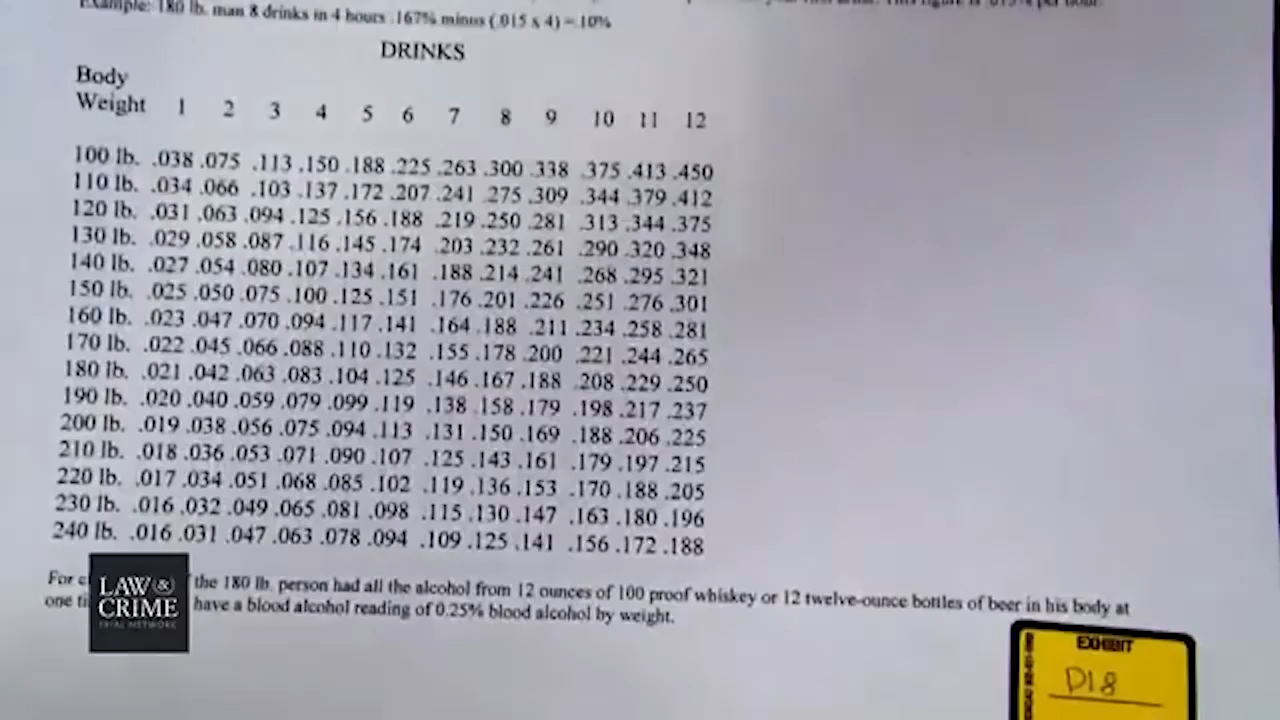 Example: 180 lb. man 8 drinks in 4 hours .167% minus (.015 x 4) = .10%
DRINKS
Body
Weight 1 2 3 4 5 6 7 8 9 10 11 12
100 lb. .038 .075 .113 .150 .188 .225 .263 .300 .338 .375 .413 .450
110 lb. .034 .066 .103 .137 .172 .207 .241 .275 .309 .344 .379 .412
120 lb. .031 .063 .094 .125 .156 .188 .219 .250 .281 .313 .344 .375
130 lb. .029 .058 .087 .116 .145 .174 .203 .232 .261 .290 .320 .348
140 lb. .027 .054 .080 .107 .134 .161 .188 .214 .241 .268 .295 .321
150 lb. .025 .050 .075 .100 .125 .151 .176 .201 .226 .251 .276 .301
160 lb. .023 .047 .070 .094 .117 .141 .164 .188 .211 .234 .258 .281
170 lb. .022 .045 .066 .088 .110 .132 .155 .178 .200 .221 .244 .265
180 lb. .021 .042 .063 .083 .104 .125 .146 .167 .188 .208 .229 .250
190 lb. .020 .040 .059 .079 .099 .119 .138 .158 .179 .198 .217 .237
200 lb. .019 .038 .056 .075 .094 .113 .131 .150 .169 .188 .206 .225
210 lb. .018 .036 .053 .071 .090 .107 .125 .143 .161 .179 .197 .215
220 lb. .017 .034 .051 .068 .085 .102 .119 .136 .153 .170 .188 .205
230 lb. .016 .032 .049 .065 .081 .098 .115 .130 .147 .163 .180 .196
240 lb. .016 .031 .047 .063 .078 .094 .109 .125 .141 .156 .172 .188
For the 180 lb. person had all the alcohol from 12 ounces of 100 proof whiskey or 12 twelve-ounce bottles of beer in his body at
one have a blood alcohol reading of 0.25% blood alcohol by weight.
LAW &
CRIME
TRIAL NETWORK
EXHIBIT
D18